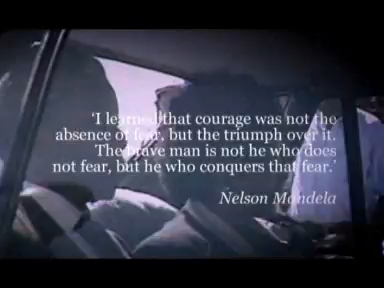 ‘I learned that courage was not the
absence of fear, but the triumph over it.
The brave man is not he who does
not fear, but he who conquers that fear.’
Nelson Mandela